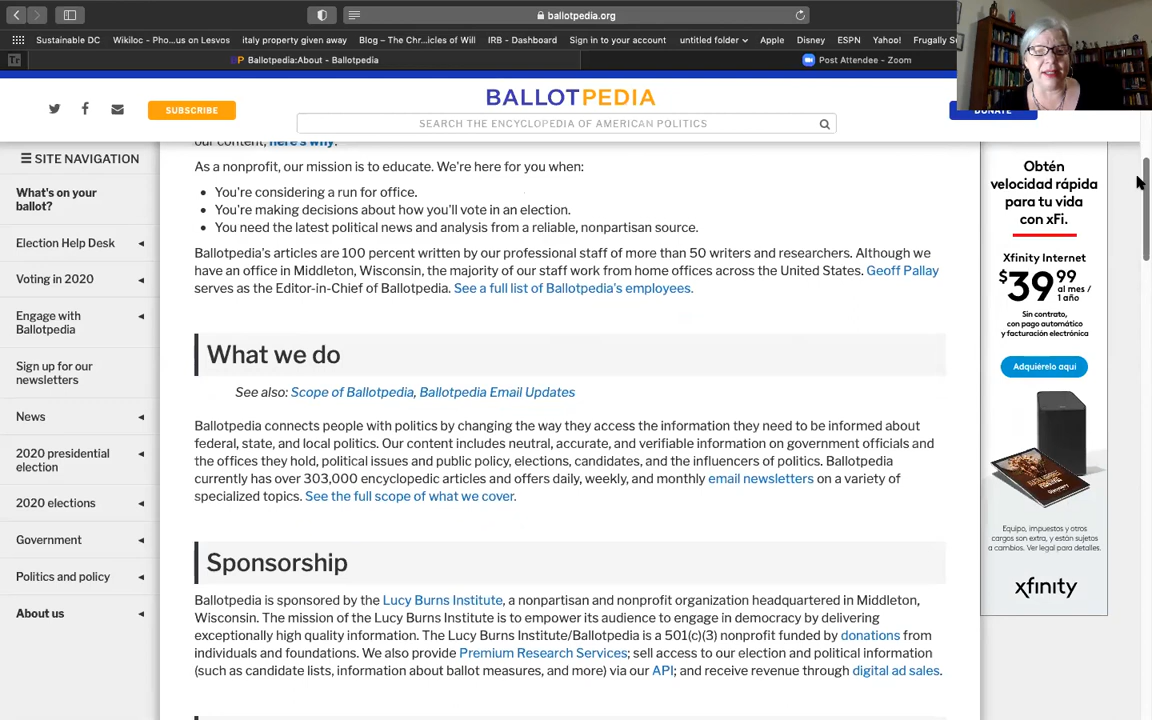 ballotpedia.org
Sustainable DC
Wikiloc - Pho...us on Lesvos
italy property given away
Blog – The Chr...icles of Will
IRB - Dashboard
Sign in to your account
untitled folder
Apple
Disney
ESPN
Yahoo!
Frugally S
Ballotpedia:About - Ballotpedia
Post Attendee - Zoom
SUBSCRIBE
BALLOTPEDIA
SEARCH THE ENCYCLOPEDIA OF AMERICAN POLITICS
DONATE
SITE NAVIGATION
What's on your
ballot?
Election Help Desk
Voting in 2020
Engage with
Ballotpedia
Sign up for our
newsletters
News
2020 presidential
election
2020 elections
Government
Politics and policy
About us
our content, here's why.
As a nonprofit, our mission is to educate. We're here for you when:
• You're considering a run for office.
• You're making decisions about how you'll vote in an election.
• You need the latest political news and analysis from a reliable, nonpartisan source.
Ballotpedia's articles are 100 percent written by our professional staff of more than 50 writers and researchers. Although we
have an office in Middleton, Wisconsin, the majority of our staff work from home offices across the United States. Geoff Pallay
serves as the Editor-in-Chief of Ballotpedia. See a full list of Ballotpedia's employees.
What we do
See also: Scope of Ballotpedia, Ballotpedia Email Updates
Ballotpedia connects people with politics by changing the way they access the information they need to be informed about
federal, state, and local politics. Our content includes neutral, accurate, and verifiable information on government officials and
the offices they hold, political issues and public policy, elections, candidates, and the influencers of politics. Ballotpedia
currently has over 303,000 encyclopedic articles and offers daily, weekly, and monthly email newsletters on a variety of
specialized topics. See the full scope of what we cover.
Sponsorship
Ballotpedia is sponsored by the Lucy Burns Institute, a nonpartisan and nonprofit organization headquartered in Middleton,
Wisconsin. The mission of the Lucy Burns Institute is to empower its audience to engage in democracy by delivering
exceptionally high quality information. The Lucy Burns Institute/Ballotpedia is a 501(c)(3) nonprofit funded by donations from
individuals and foundations. We also provide Premium Research Services; sell access to our election and political information
(such as candidate lists, information about ballot measures, and more) via our API; and receive revenue through digital ad sales.
Obtén
velocidad rápida
para tu vida
con xFi.
Xfinity Internet
$39 99
al mes /
1 año
Sin contrato,
con pago automático
y facturación electrónica
Adquiérelo aquí
Equipo, impuestos y otros
cargos son extra, y están sujetos
a cambios. Ver legal para detalles.
xfinity